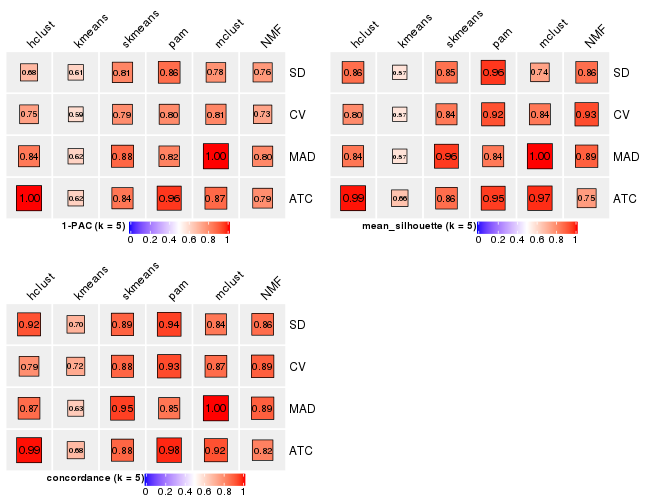 hclust kmeans skmeans pam mclust NMF
0.68 0.61 0.81 0.86 0.78 0.76 SD
0.75 0.59 0.79 0.80 0.81 0.73 CV
0.84 0.62 0.88 0.82 1.00 0.80 MAD
1.00 0.62 0.84 0.96 0.87 0.79 ATC
1-PAC (k = 5)
0 0.2 0.4 0.6 0.8 1
hclust kmeans skmeans pam mclust NMF
0.86 0.57 0.85 0.96 0.74 0.86 SD
0.80 0.57 0.84 0.92 0.84 0.93 CV
0.84 0.57 0.96 0.84 1.00 0.89 MAD
0.99 0.66 0.86 0.95 0.97 0.75 ATC
mean_silhouette (k = 5)
0 0.2 0.4 0.6 0.8 1
hclust kmeans skmeans pam mclust NMF
0.92 0.70 0.89 0.94 0.84 0.86 SD
0.79 0.72 0.88 0.93 0.87 0.89 CV
0.87 0.63 0.95 0.85 1.00 0.89 MAD
0.99 0.68 0.88 0.98 0.92 0.82 ATC
concordance (k = 5)
0 0.2 0.4 0.6 0.8 1